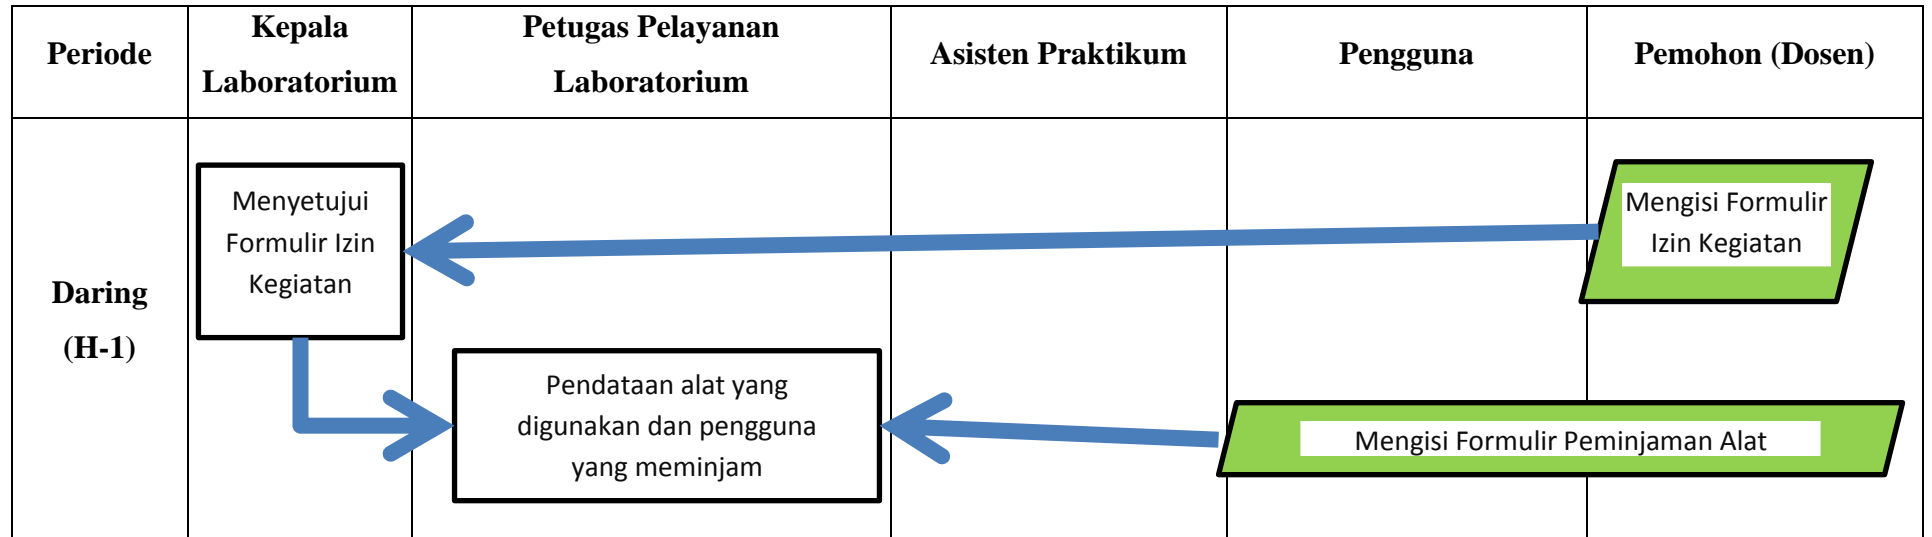 Periode
Kepala
Laboratorium
Petugas Pelayanan
Laboratorium
Asisten Praktikum
Pengguna
Pemohon (Dosen)
Daring
(H-1)
Menyetujui
Formulir Izin
Kegiatan
Mengisi Formulir
Izin Kegiatan
Pendataan alat yang
digunakan dan pengguna
yang meminjam
Mengisi Formulir Peminjaman Alat